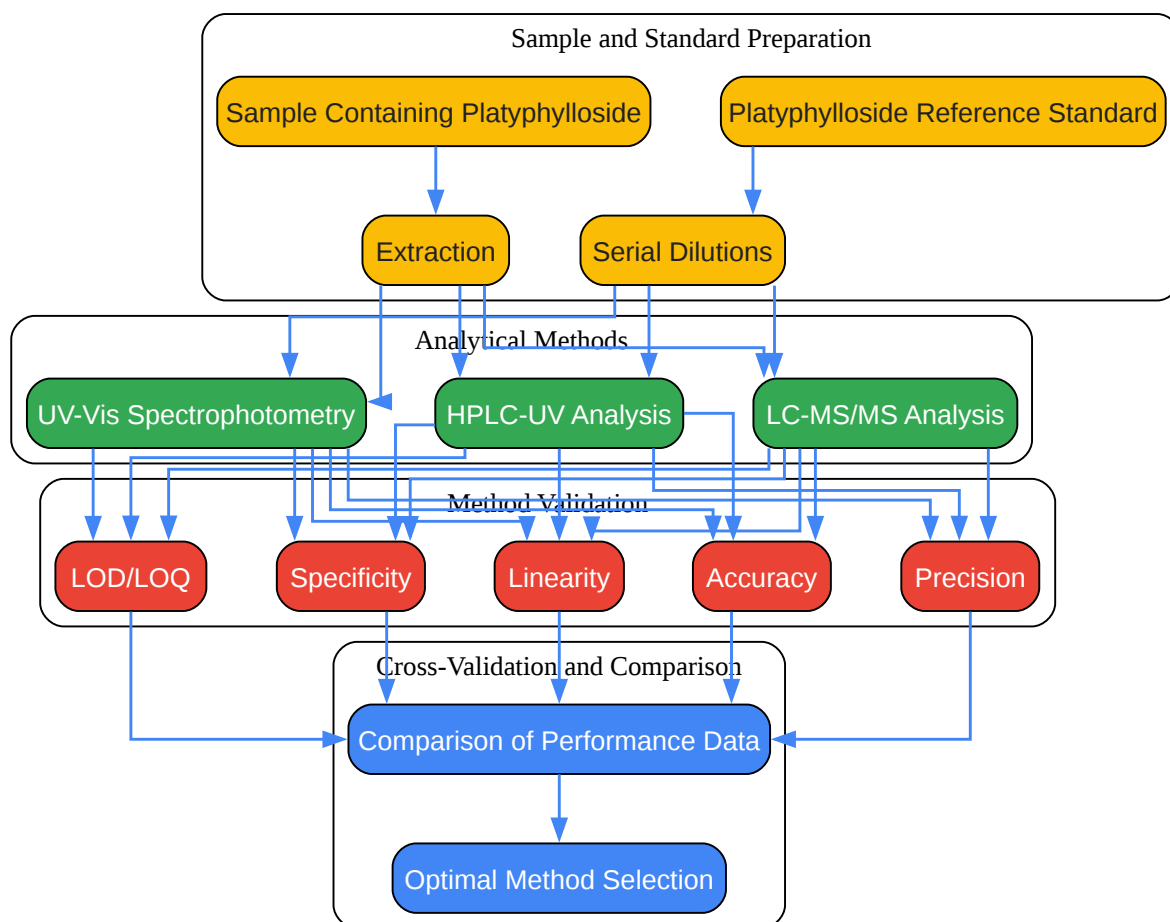 Sample and Standard Preparation
Sample Containing Platyphylloside
Platyphylloside Reference Standard
Extraction
Serial Dilutions
Analytical Methods
UV-Vis Spectrophotometry
HPLC-UV Analysis
LC-MS/MS Analysis
Method Validation
LOD/LOQ
Specificity
Linearity
Accuracy
Precision
Cross-Validation and Comparison
Comparison of Performance Data
Optimal Method Selection